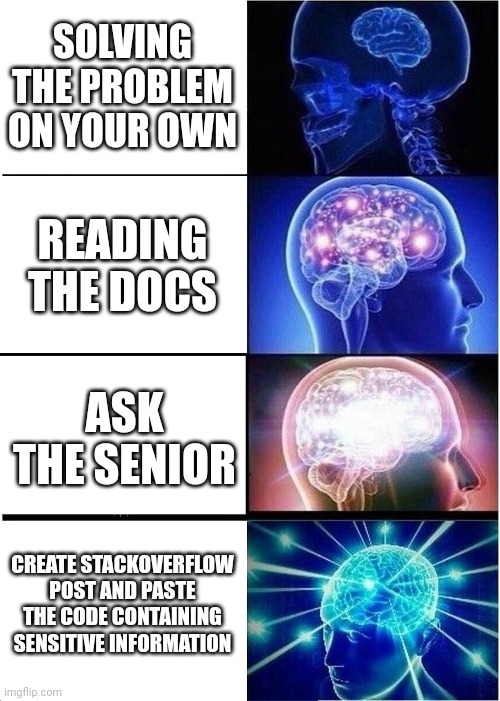 SOLVING
THE PROBLEM
ON YOUR OWN
READING
THE DOCS
ASK
THE SENIOR
CREATE STACKOVERFLOW
POST AND PASTE
THE CODE CONTAINING
SENSITIVE INFORMATION
imgflip.com